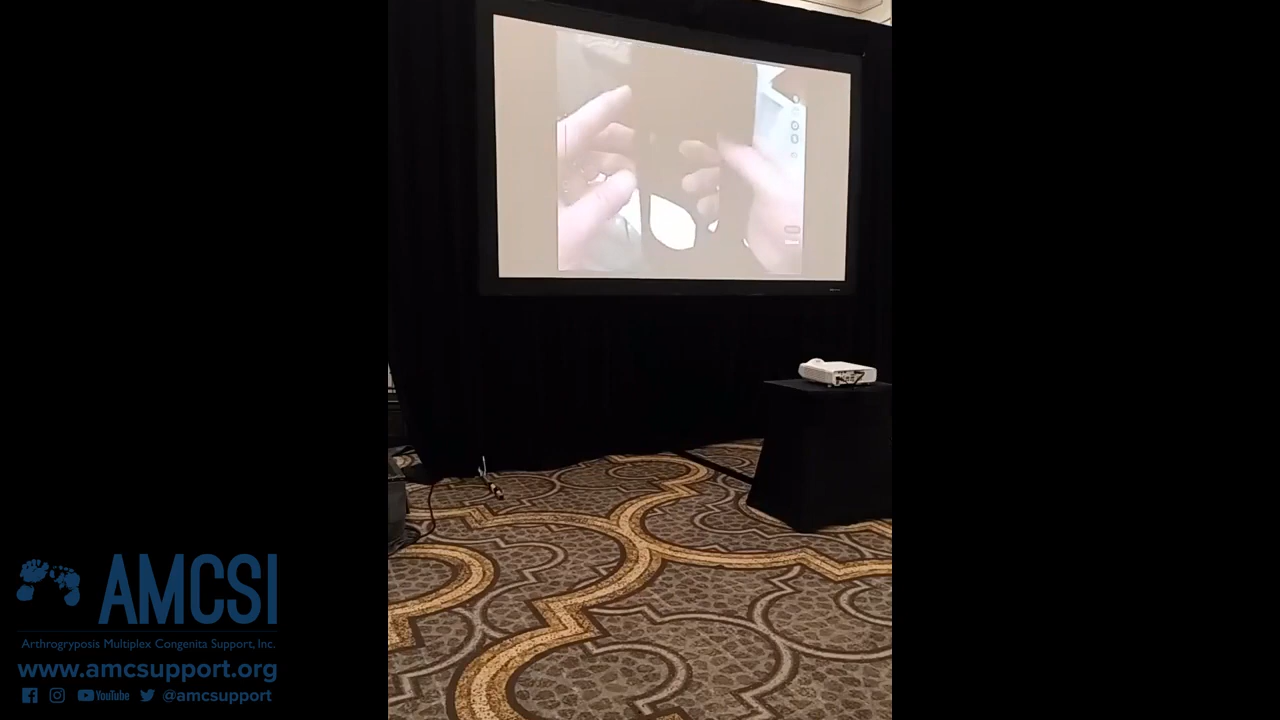 AMCSI
Arthrogryposis Multiplex Congenita Support, Inc.
www.amcsupport.org
YouTube @amcsupport